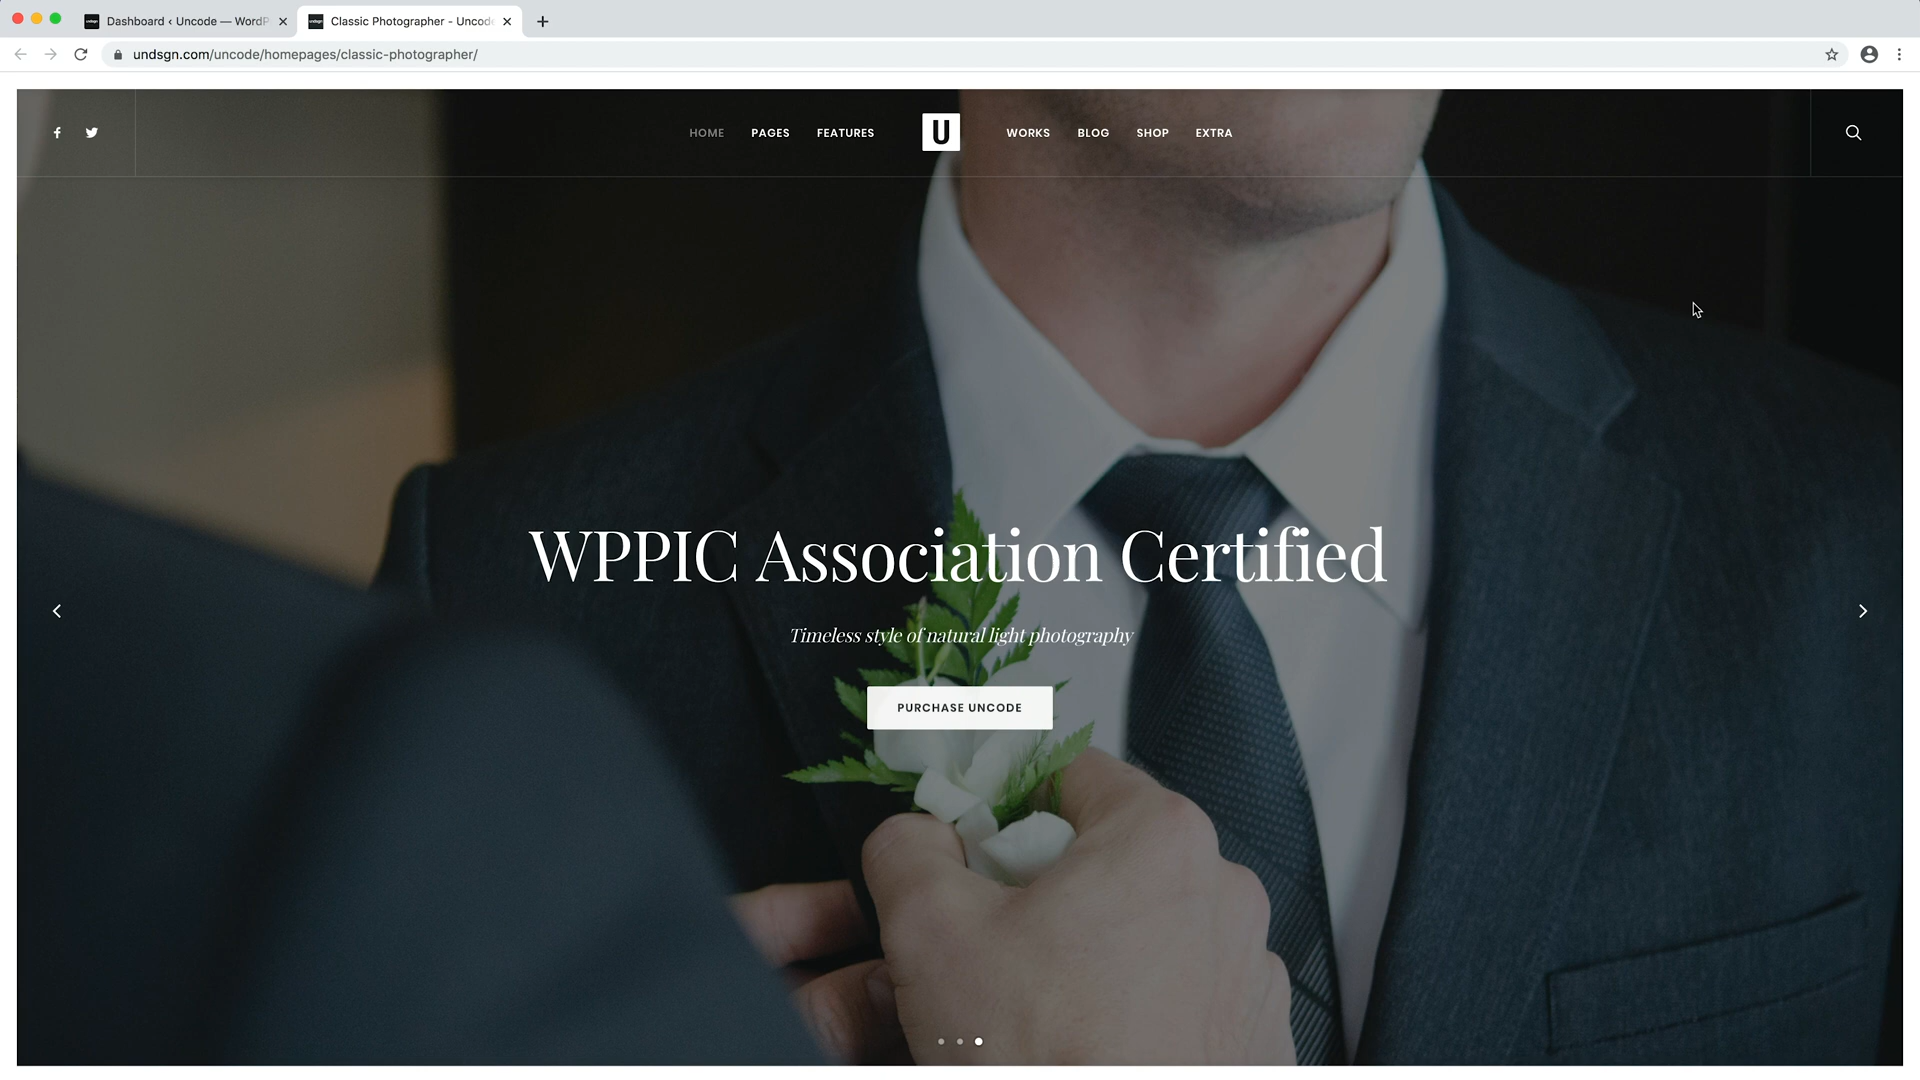 Dashboard ‹ Uncode — WordP
Classic Photographer - Uncode
undsgn.com/uncode/homepages/classic-photographer/
HOME PAGES FEATURES U WORKS BLOG SHOP EXTRA
WPPIC Association Certified
Timeless style of natural light photography
PURCHASE UNCODE